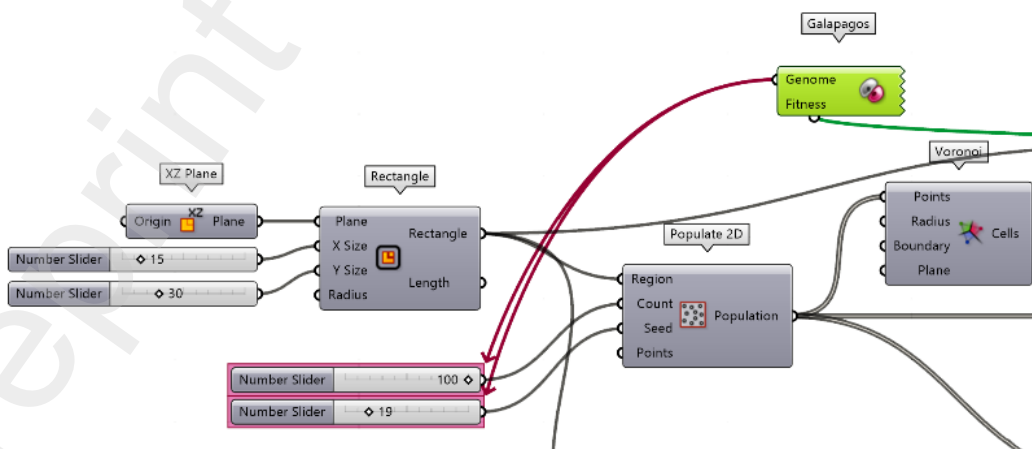 Galapagos
Genome
Fitness
Voronoi
Points
Radius
Boundary
Plane
Cells
XZ Plane
Origin XZ Plane
Rectangle
Plane
X Size
Y Size
Radius
Rectangle
Length
Number Slider 15
Number Slider 30
Populate 2D
Region
Count
Seed
Points
Population
Number Slider 100
Number Slider 19
eprint